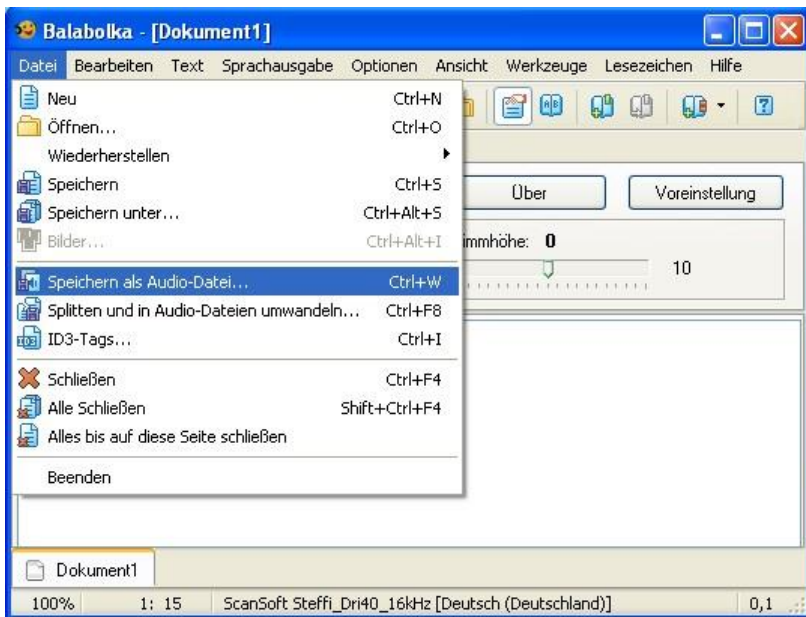 Balabolka - [Dokument1]
Datei Bearbeiten Text Sprachausgabe Optionen Ansicht Werkzeuge Lesezeichen Hilfe
Neu Ctrl+N
Öffnen... Ctrl+O
Wiederherstellen
Speichern Ctrl+S
Über Voreinstellung
Speichern unter... Ctrl+Alt+S
Bilder... Ctrl+Alt+I
immhöhe: 0
Speichern als Audio-Datei... Ctrl+W
10
Splitten und in Audio-Dateien umwandeln... Ctrl+F8
ID3-Tags... Ctrl+I
Schließen Ctrl+F4
Alle Schließen Shift+Ctrl+F4
Alles bis auf diese Seite schließen
Beenden
Dokument1
100% 1: 15 ScanSoft Steffi_Dri40_16kHz [Deutsch (Deutschland)] 0,1